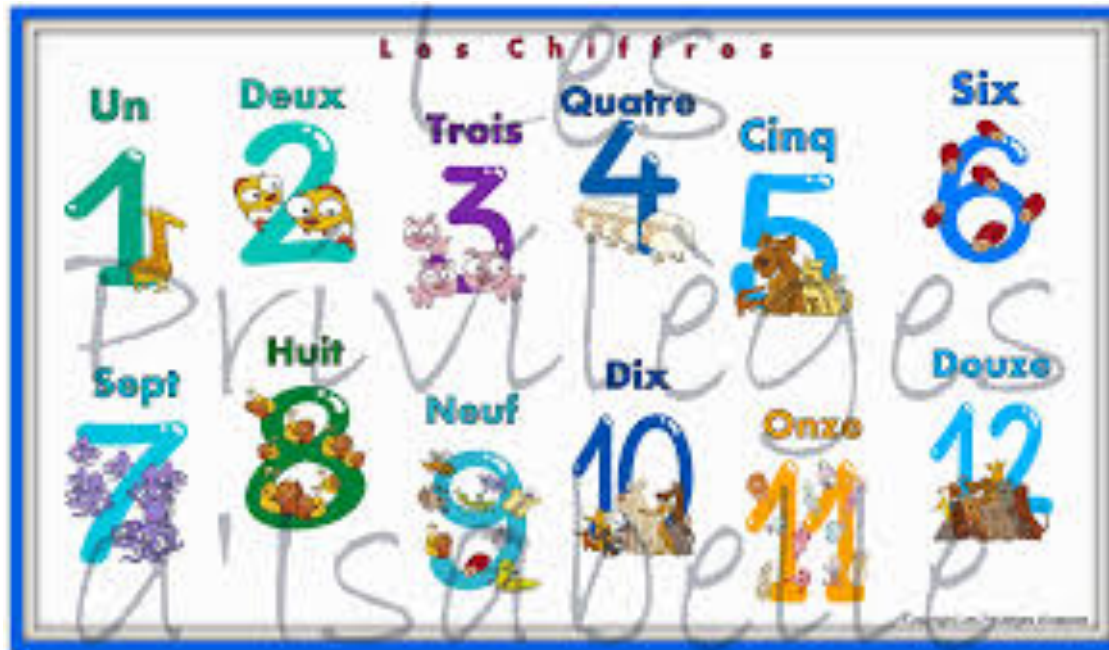 Les Chiffres
Un Deux Trois Quatre Cinq Six
1 2 3 4 5 6
Sept Huit Neuf Dix Onze Douze
7 8 9 10 11 12
Les
Privileges
d'Isabelle